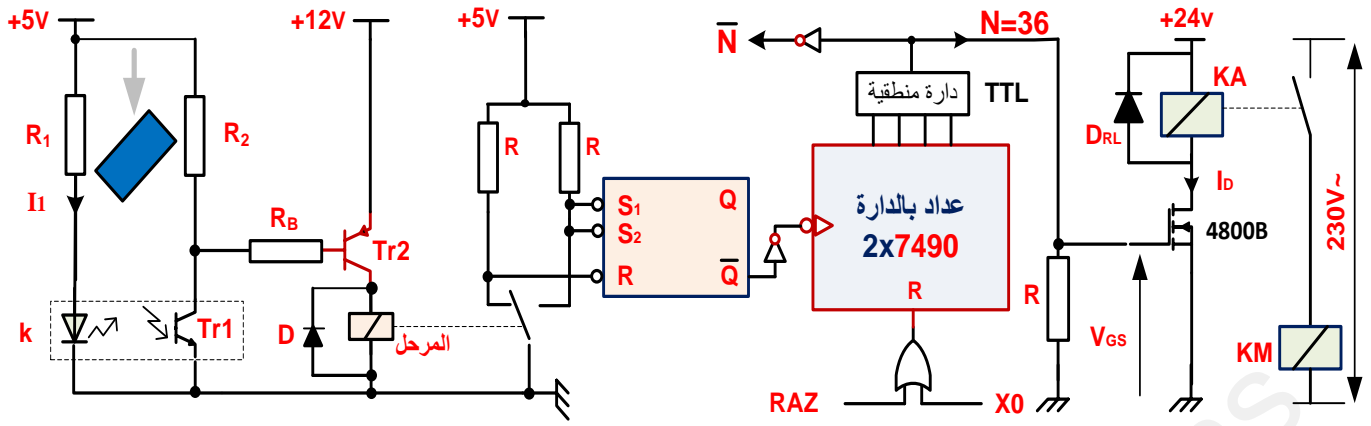 +5V
+12V
+5V
N̅
N=36
+24v
دارة منطقية
TTL
KA
R1
R2
R
R
DRL
I1
S1
Q
عداد بالدارة
ID
230V~
RB
Tr2
S2
2x7490
4800B
R
Q̅
R
R
k
Tr1
D
المرحل
VGS
KM
RAZ
X0